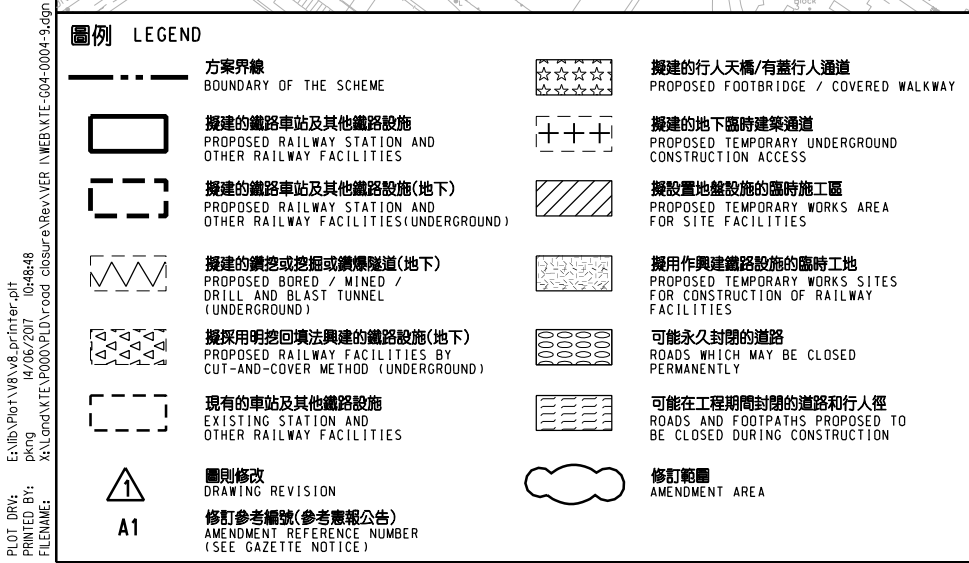 圖例 LEGEND
方案界線
BOUNDARY OF THE SCHEME
擬建的鐵路車站及其他鐵路設施
PROPOSED RAILWAY STATION AND
OTHER RAILWAY FACILITIES
擬建的鐵路車站及其他鐵路設施(地下)
PROPOSED RAILWAY STATION AND
OTHER RAILWAY FACILITIES(UNDERGROUND)
擬建的鑽挖或挖掘或鑽爆隧道(地下)
PROPOSED BORED / MINED /
DRILL AND BLAST TUNNEL
(UNDERGROUND)
擬採用明挖回填法興建的鐵路設施(地下)
PROPOSED RAILWAY FACILITIES BY
CUT-AND-COVER METHOD (UNDERGROUND)
現有的車站及其他鐵路設施
EXISTING STATION AND
OTHER RAILWAY FACILITIES
1
圖則修改
DRAWING REVISION
A1
修訂參考編號(參考憲報公告)
AMENDMENT REFERENCE NUMBER
(SEE GAZETTE NOTICE)
擬建的行人天橋/有蓋行人通道
PROPOSED FOOTBRIDGE / COVERED WALKWAY
擬建的地下臨時建築通道
PROPOSED TEMPORARY UNDERGROUND
CONSTRUCTION ACCESS
擬設置地盤設施的臨時施工區
PROPOSED TEMPORARY WORKS AREA
FOR SITE FACILITIES
擬用作興建鐵路設施的臨時工地
PROPOSED TEMPORARY WORKS SITES
FOR CONSTRUCTION OF RAILWAY
FACILITIES
可能永久封閉的道路
ROADS WHICH MAY BE CLOSED
PERMANENTLY
可能在工程期間封閉的道路和行人徑
ROADS AND FOOTPATHS PROPOSED TO
BE CLOSED DURING CONSTRUCTION
修訂範圍
AMENDMENT AREA
PLOT DRV: E:\lib\Plot\V8\v8_printer.plt
PRINTED BY: pkng 14/06/2017 10:48:48
FILENAME: X:\Land\KTE\P000\PLD\road closure\Rev\VER I\WEB\KTE-G04-0004-9.dgn